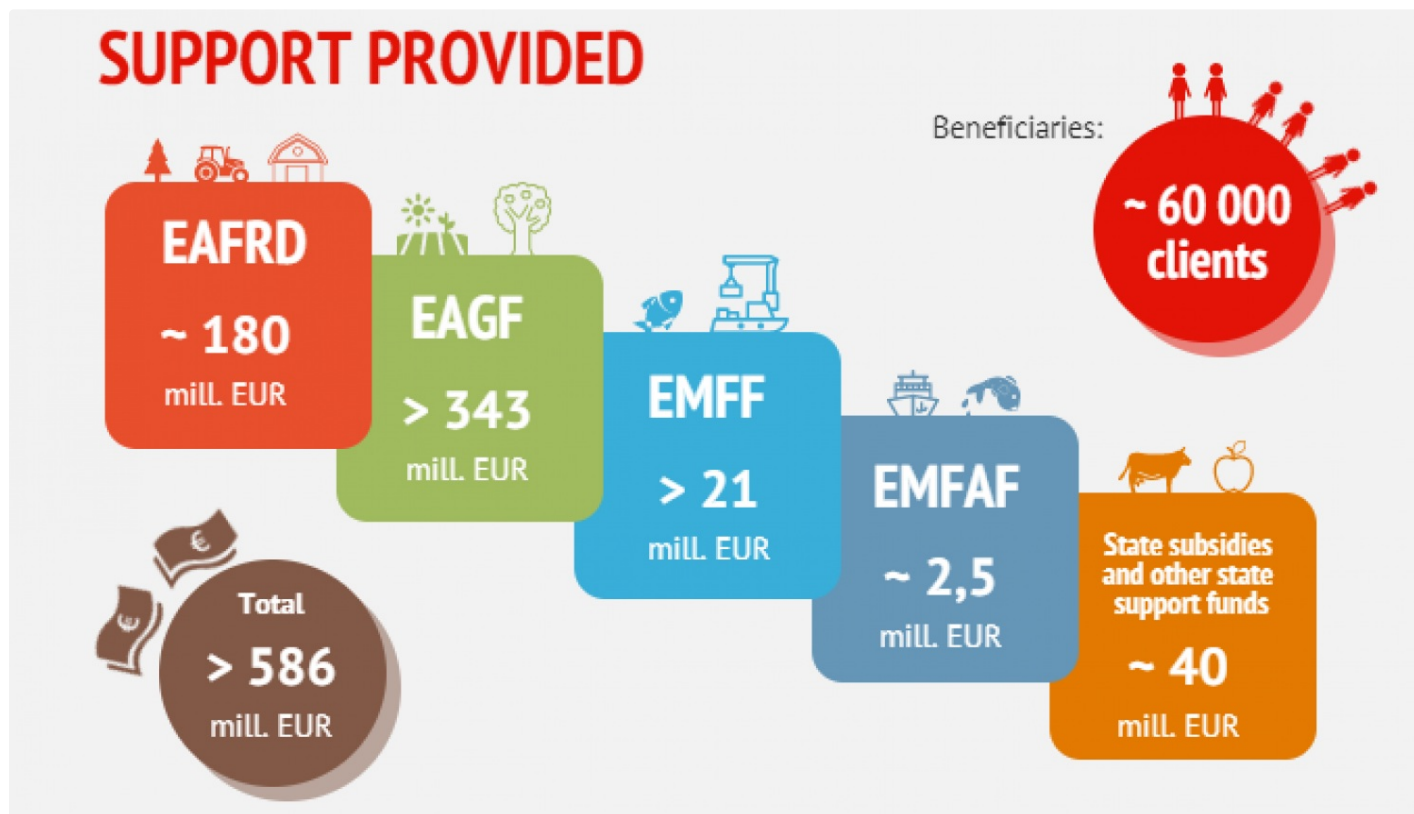 SUPPORT PROVIDED
Beneficiaries:
~ 60 000
clients
EAFRD
~ 180
mill. EUR
EAGF
> 343
mill. EUR
EMFF
> 21
mill. EUR
EMFAF
~ 2,5
mill. EUR
State subsidies
and other state
support funds
~ 40
mill. EUR
Total
> 586
mill. EUR
€
€